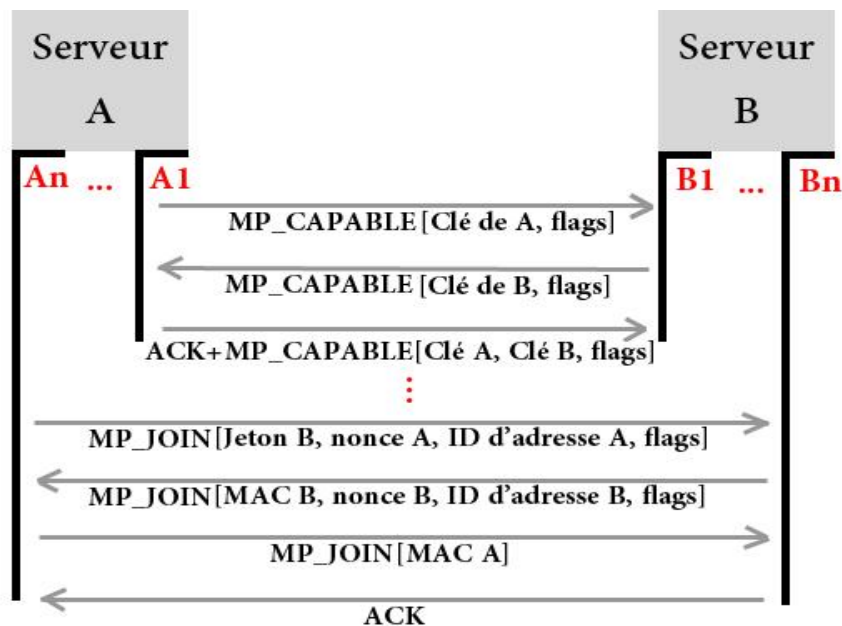 Serveur
A
Serveur
B
An ... A1
B1 ... Bn
MP_CAPABLE[Clé de A, flags]
MP_CAPABLE [Clé de B, flags]
ACK+MP_CAPABLE[Clé A, Clé B, flags]
⋮
MP_JOIN[Jeton B, nonce A, ID d'adresse A, flags]
MP_JOIN[MAC B, nonce B, ID d'adresse B, flags]
MP_JOIN[MAC A]
ACK